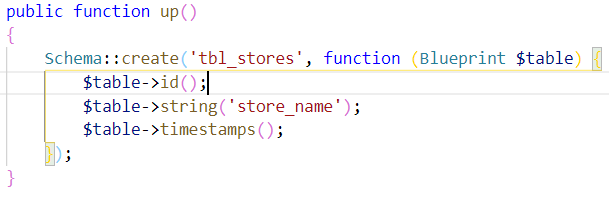 public function up()
{
    Schema::create('tbl_stores', function (Blueprint $table) {
        $table->id();
        $table->string('store_name');
        $table->timestamps();
    });
}